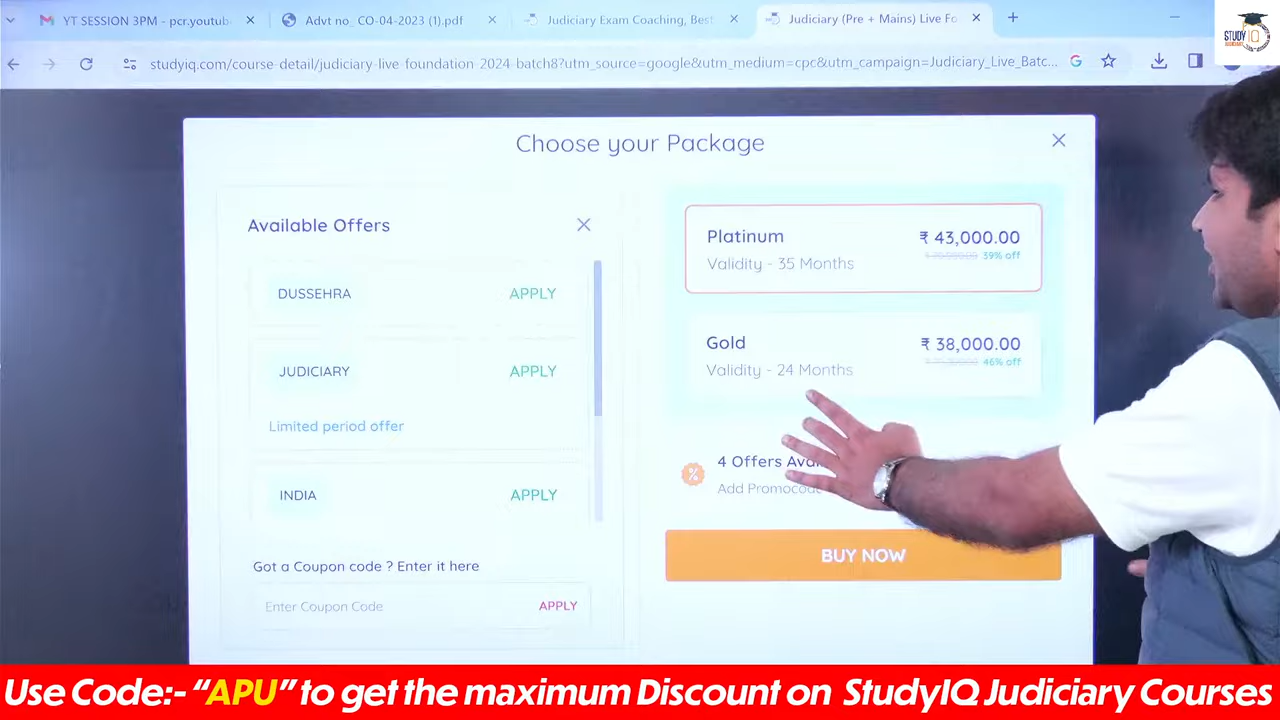 YT SESSION 3PM - pcr.youtub
Advt no_ CO-04-2023 (1).pdf
Judiciary Exam Coaching, Best
Judiciary (Pre + Mains) Live Fo
studyiq.com/course-detail/judiciary-live-foundation-2024-batch8?utm_source=google&utm_medium=cpc&utm_campaign=Judiciary_Live_Batc...
STUDY IQ
Choose your Package
Available Offers
DUSSEHRA APPLY
JUDICIARY APPLY
Limited period offer
INDIA APPLY
Got a Coupon code ? Enter it here
Enter Coupon Code APPLY
Platinum ₹ 43,000.00
Validity - 35 Months 39% off
Gold ₹ 38,000.00
Validity - 24 Months 46% off
4 Offers
Add
BUY NOW
Use Code:- “APU” to get the maximum Discount on StudyIQ Judiciary Courses